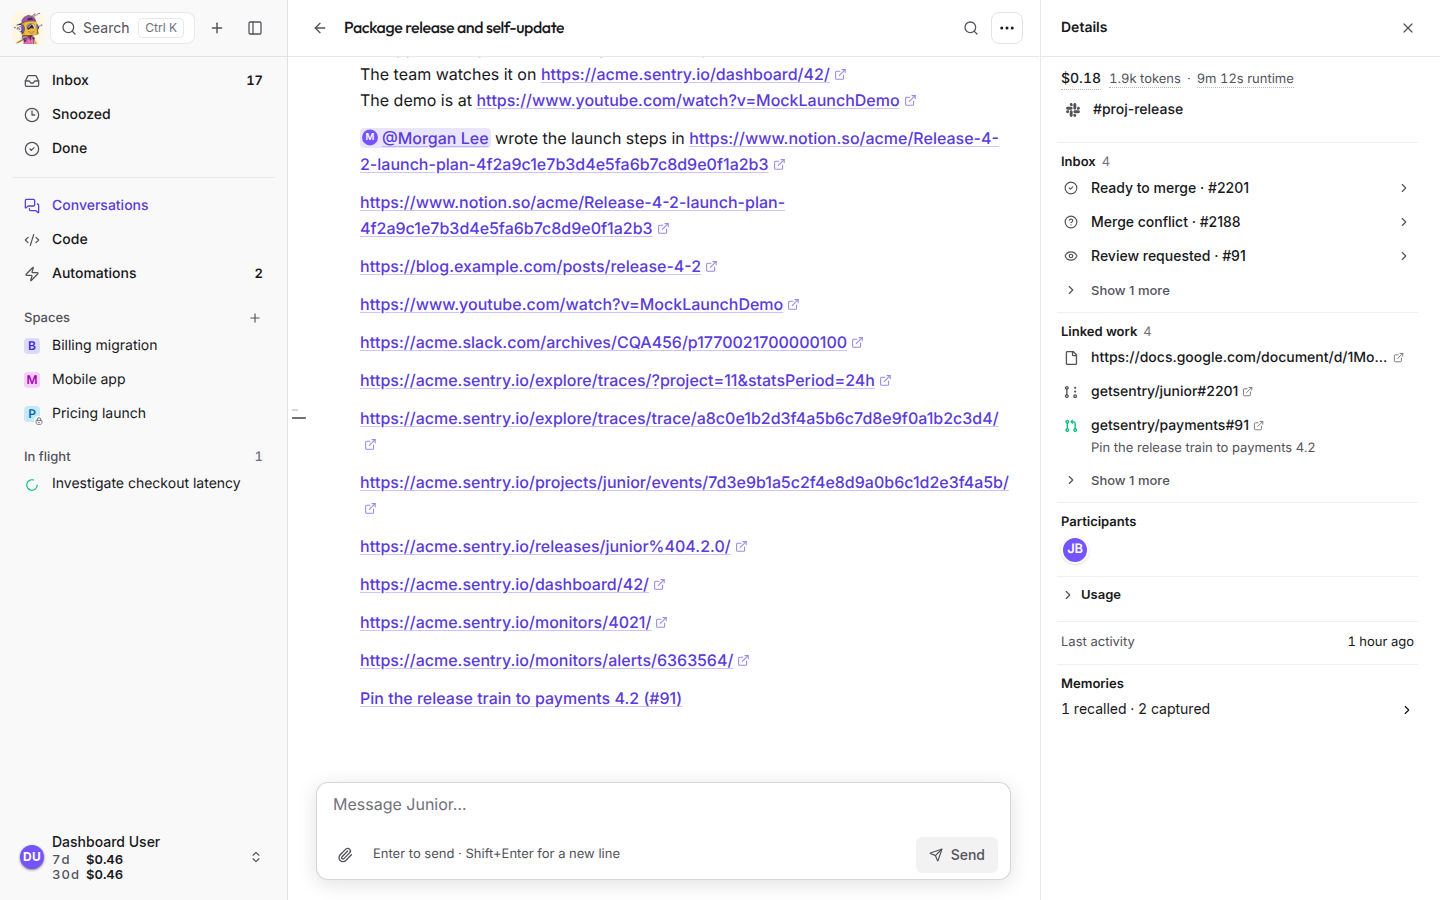 Search Ctrl K
Inbox 17
Snoozed
Done
Conversations
Code
Automations 2
Spaces
B Billing migration
M Mobile app
P Pricing launch
In flight 1
Investigate checkout latency
DU Dashboard User
7d $0.46
30d $0.46
Package release and self-update
The team watches it on https://acme.sentry.io/dashboard/42/
The demo is at https://www.youtube.com/watch?v=MockLaunchDemo
M @Morgan Lee wrote the launch steps in https://www.notion.so/acme/Release-4-
2-launch-plan-4f2a9c1e7b3d4e5fa6b7c8d9e0f1a2b3
https://www.notion.so/acme/Release-4-2-launch-plan-
4f2a9c1e7b3d4e5fa6b7c8d9e0f1a2b3
https://blog.example.com/posts/release-4-2
https://www.youtube.com/watch?v=MockLaunchDemo
https://acme.slack.com/archives/CQA456/p1770021700000100
https://acme.sentry.io/explore/traces/?project=11&statsPeriod=24h
https://acme.sentry.io/explore/traces/trace/a8c0e1b2d3f4a5b6c7d8e9f0a1b2c3d4/
https://acme.sentry.io/projects/junior/events/7d3e9b1a5c2f4e8d9a0b6c1d2e3f4a5b/
https://acme.sentry.io/releases/junior%404.2.0/
https://acme.sentry.io/dashboard/42/
https://acme.sentry.io/monitors/4021/
https://acme.sentry.io/monitors/alerts/6363564/
Pin the release train to payments 4.2 (#91)
Message Junior...
Enter to send · Shift+Enter for a new line
Send
Details
$0.18 1.9k tokens · 9m 12s runtime
#proj-release
Inbox 4
Ready to merge · #2201
Merge conflict · #2188
Review requested · #91
Show 1 more
Linked work 4
https://docs.google.com/document/d/1Mo...
getsentry/junior#2201
getsentry/payments#91
Pin the release train to payments 4.2
Show 1 more
Participants
JB
Usage
Last activity 1 hour ago
Memories
1 recalled · 2 captured